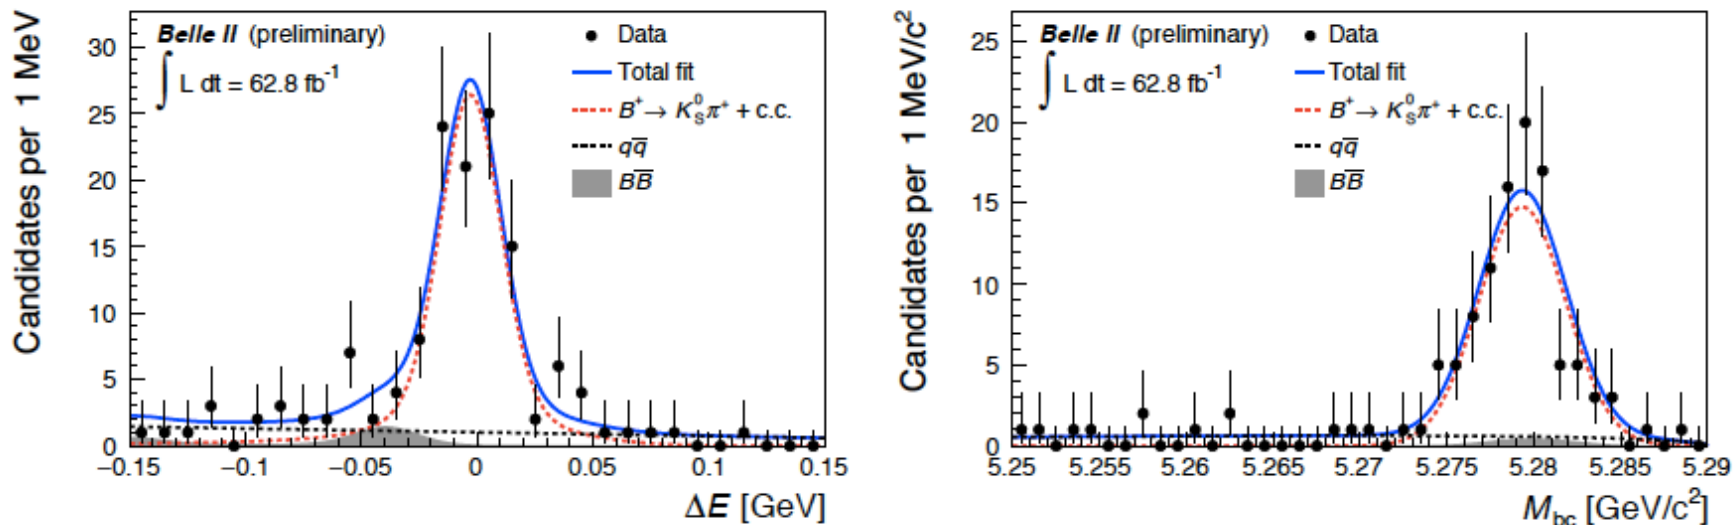 Candidates per 1 MeV
30
25
20
15
10
5
0
Belle II (preliminary)
∫ L dt = 62.8 fb⁻¹
Data
Total fit
B⁺ → K⁰_S π⁺ + c.c.
qq̅
BB̅
−0.15 −0.1 −0.05 0 0.05 0.1 0.15
ΔE [GeV]
Candidates per 1 MeV/c²
25
20
15
10
5
0
Belle II (preliminary)
∫ L dt = 62.8 fb⁻¹
Data
Total fit
B⁺ → K⁰_S π⁺ + c.c.
qq̅
BB̅
5.25 5.255 5.26 5.265 5.27 5.275 5.28 5.285 5.29
M_bc [GeV/c²]